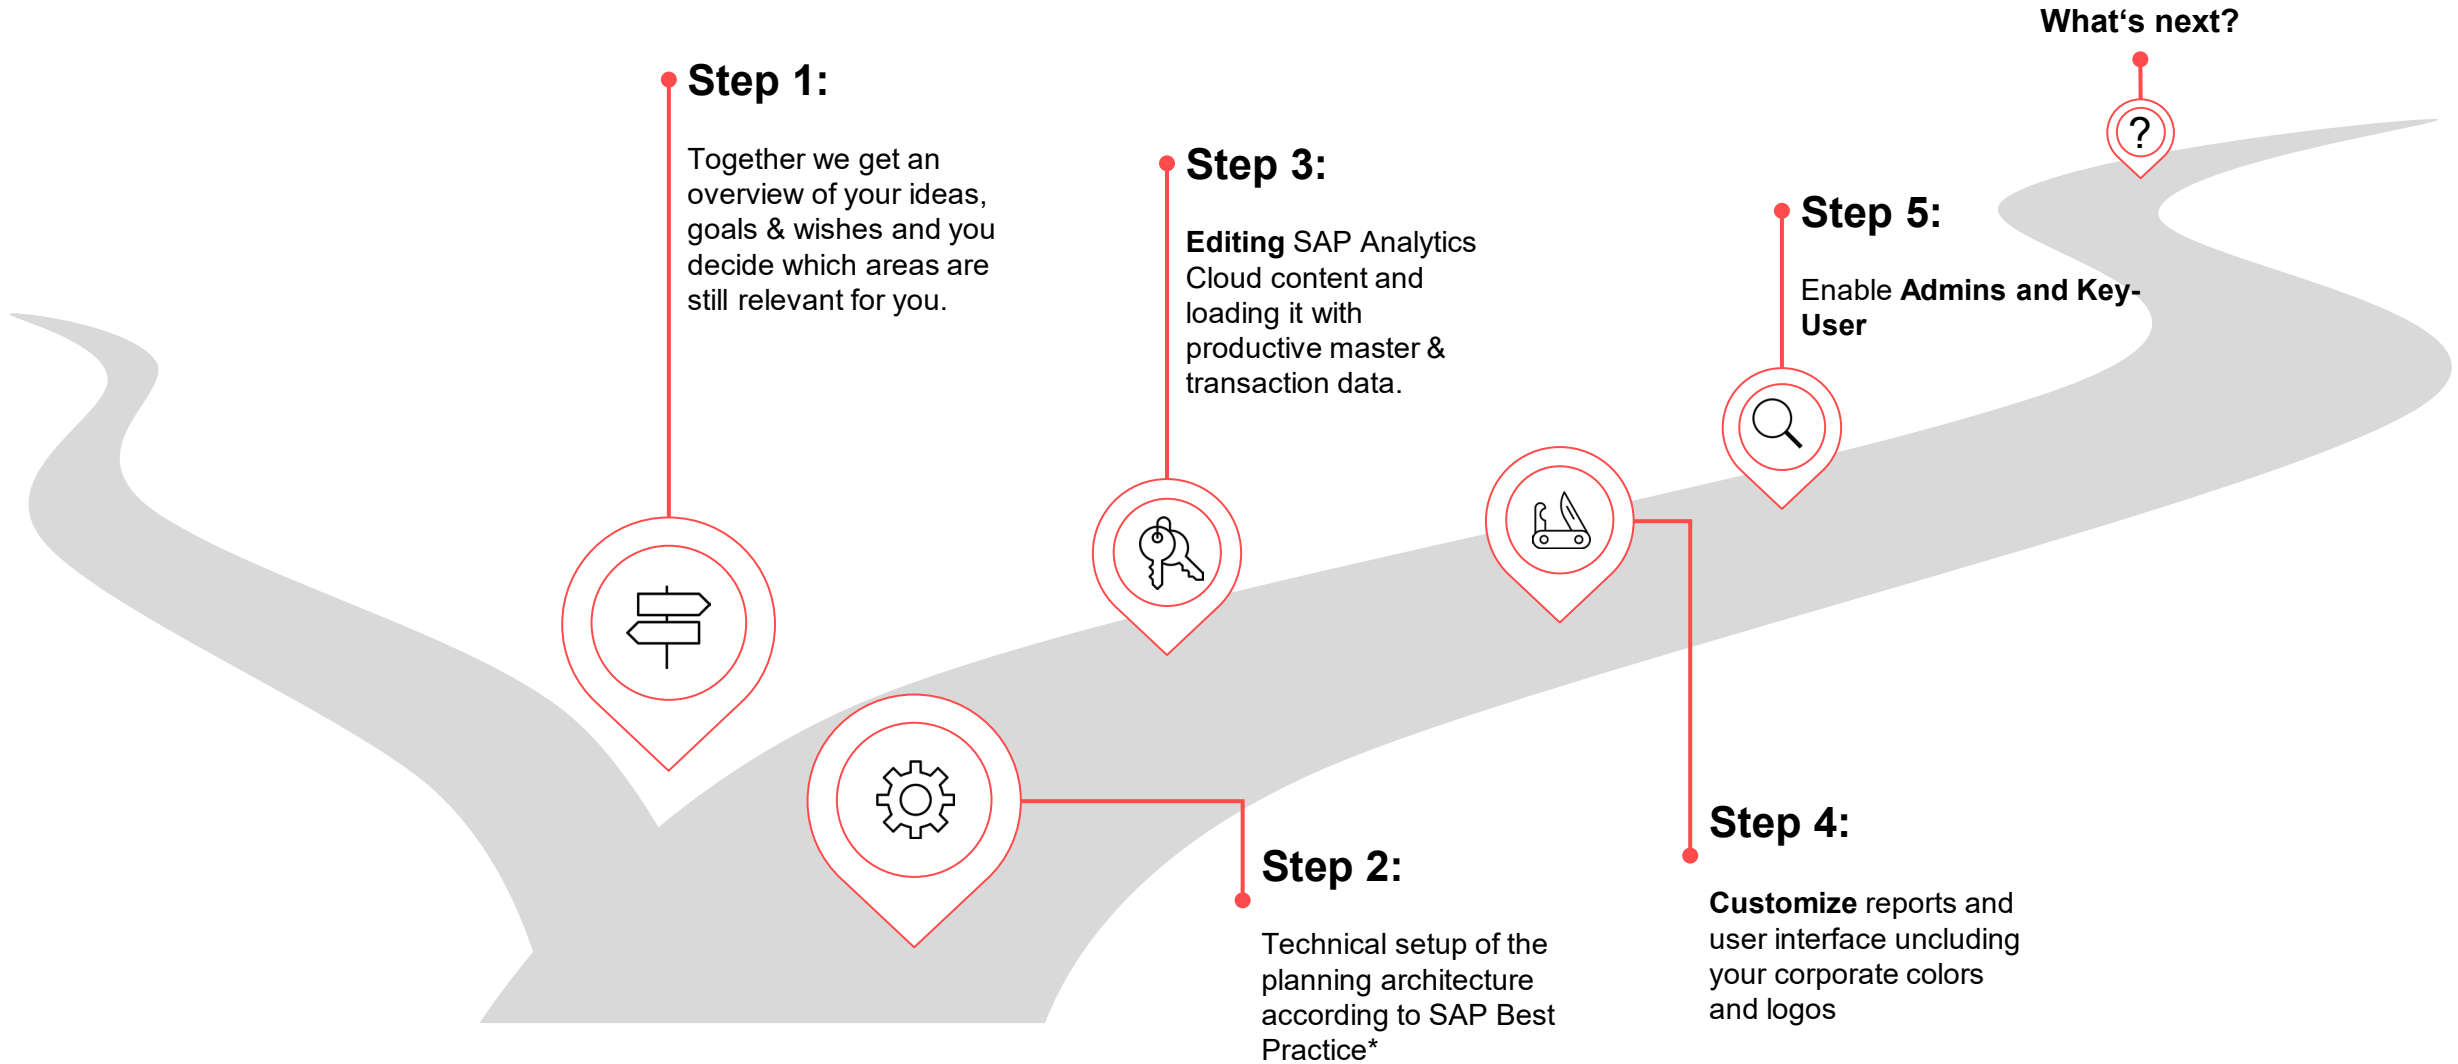 What‘s next?
?
Step 1:
Together we get an
overview of your ideas,
goals & wishes and you
decide which areas are
still relevant for you.
Step 3:
Editing SAP Analytics
Cloud content and
loading it with
productive master &
transaction data.
Step 5:
Enable Admins and Key-
User
Step 2:
Technical setup of the
planning architecture
according to SAP Best
Practice*
Step 4:
Customize reports and
user interface uncluding
your corporate colors
and logos